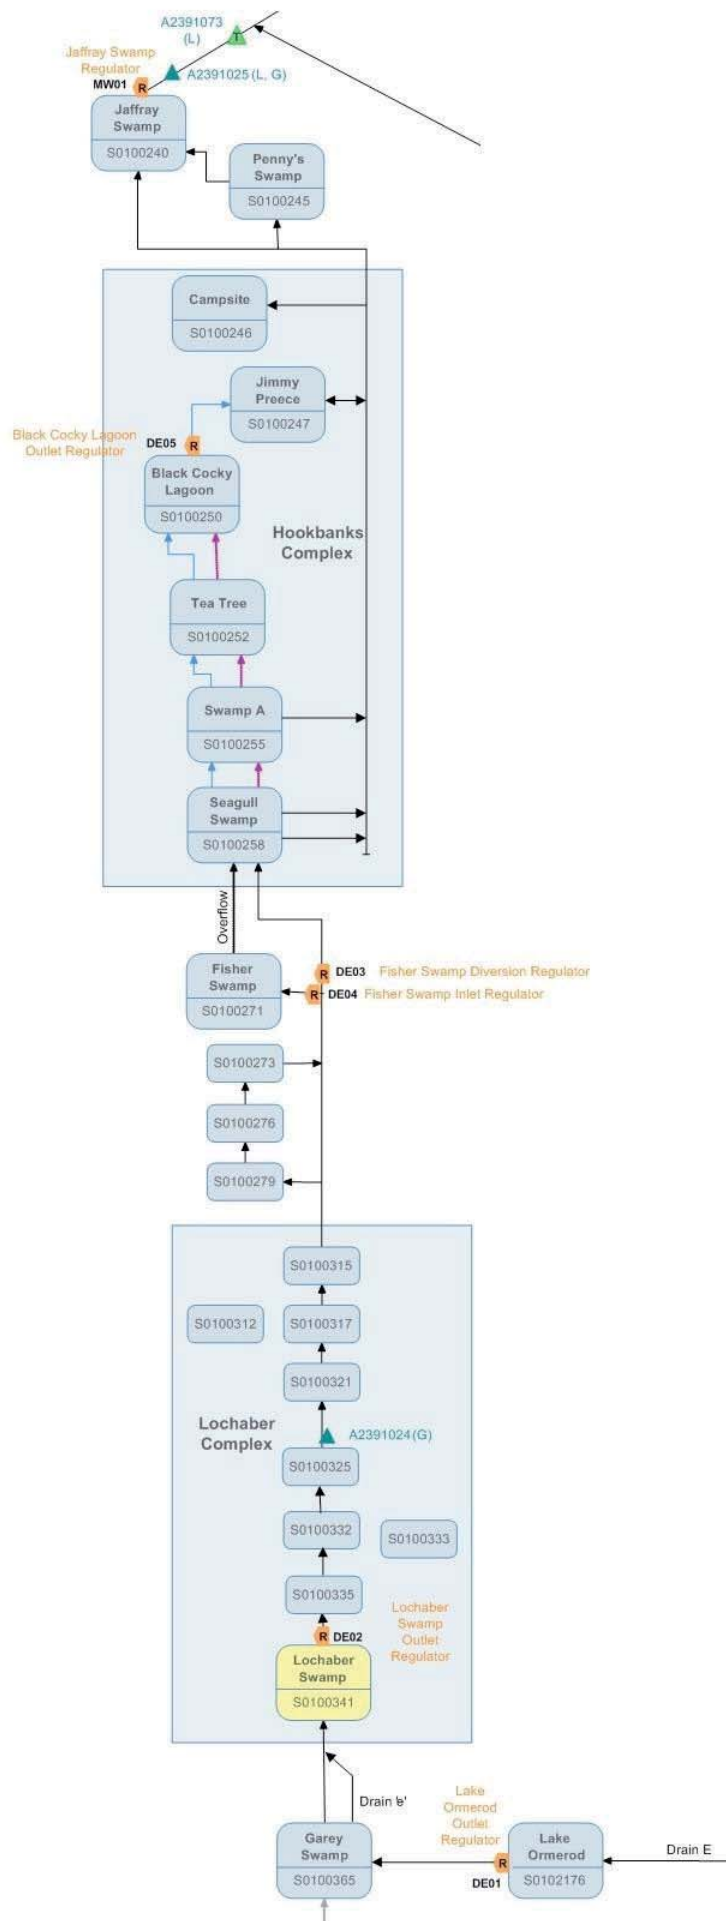 A2391073
(L)
T
Jaffray Swamp
Regulator
A2391025 (L, G)
MW01
R
Jaffray
Swamp
S0100240
Penny's
Swamp
S0100245
Campsite
S0100246
Jimmy
Preece
S0100247
Black Cocky Lagoon
Outlet Regulator
DE05
R
Black Cocky
Lagoon
S0100250
Hookbanks
Complex
Tea Tree
S0100252
Swamp A
S0100255
Seagull
Swamp
S0100258
Overflow
Fisher
Swamp
S0100271
R
DE03
Fisher Swamp Diversion Regulator
R
DE04
Fisher Swamp Inlet Regulator
S0100273
S0100276
S0100279
S0100315
S0100312
S0100317
S0100321
Lochaber
Complex
A2391024 (G)
S0100325
S0100332
S0100333
S0100335
Lochaber
Swamp
Outlet
Regulator
R
DE02
Lochaber
Swamp
S0100341
Drain 'e'
Lake
Ormerod
Outlet
Regulator
Garey
Swamp
S0100365
R
DE01
Lake
Ormerod
S0102176
Drain E